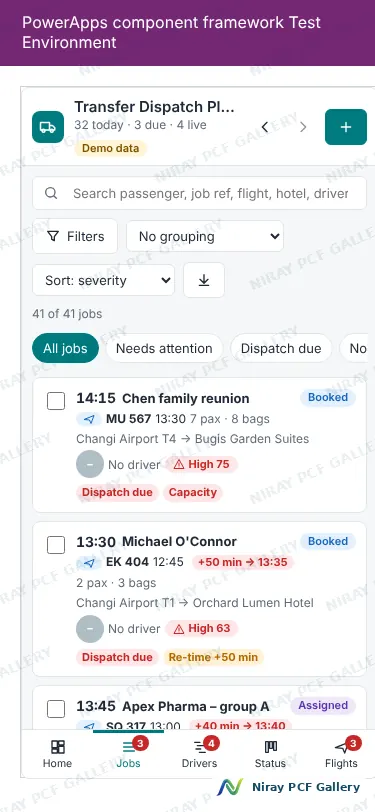 PowerApps component framework Test
Environment
Transfer Dispatch Pl...
32 today · 3 due · 4 live
Demo data
Search passenger, job ref, flight, hotel, driver
Filters
No grouping
Sort: severity
41 of 41 jobs
All jobs
Needs attention
Dispatch due
No
14:15 Chen family reunion
Booked
MU 567 13:30 7 pax · 8 bags
Changi Airport T4 → Bugis Garden Suites
– No driver High 75
Dispatch due Capacity
13:30 Michael O'Connor
Booked
EK 404 12:45 +50 min → 13:35
2 pax · 3 bags
Changi Airport T1 → Orchard Lumen Hotel
– No driver High 63
Dispatch due Re-time +50 min
13:45 Apex Pharma – group A
Assigned
SQ 317 13:00 +40 min → 13:40
3 4 3
Home Jobs Drivers Status Flights
Niray PCF Gallery
NIRAY PCF GALLERY